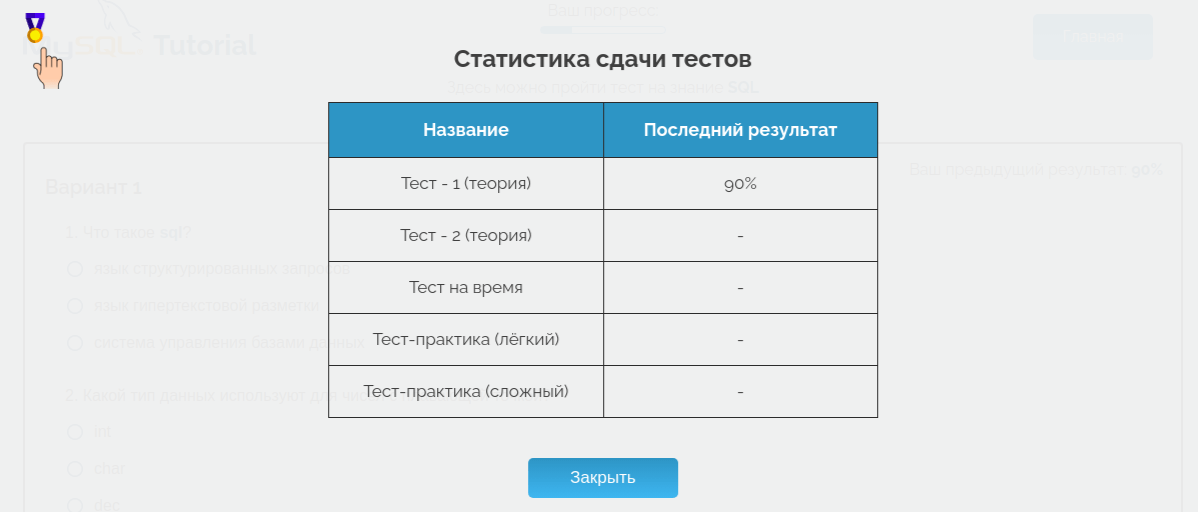 Ваш прогресс:
MySQL Tutorial
Главная
Статистика сдачи тестов
Здесь можно пройти тест на знание SQL
Название Последний результат
Ваш предыдущий результат: 90%
Тест - 1 (теория) 90%
Вариант 1
1. Что такое sql?
Тест - 2 (теория) -
язык структурированных запросов
Тест на время -
язык гипертекстовой разметки
Тест-практика (лёгкий) -
система управления базами данных
Тест-практика (сложный) -
2. Какой тип данных используют для
int
char
Закрыть
dec